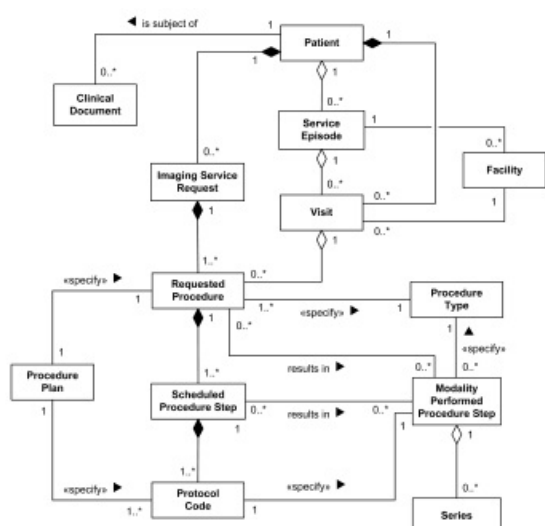 ◄ is subject of
1
1
Patient
1
1
1
0..*
Clinical
Document
0..*
Service
Episode
1
1
0..*
0..*
Imaging Service
Request
0..*
0..*
Facility
Visit
1
1
1
0..*
1..*
0..*
«specify» ►
Requested
Procedure
Procedure
Type
1
1..*
«specify» ►
1
1
0..*
1
«specify»
1
1..*
results in ►
0..*
0..*
Procedure
Plan
Scheduled
Procedure Step
0..*
0..*
Modality
Performed
Procedure Step
1
1
results in ►
1
1
1..*
0..*
«specify» ►
«specify» ►
1..*
Protocol
Code
1
Series